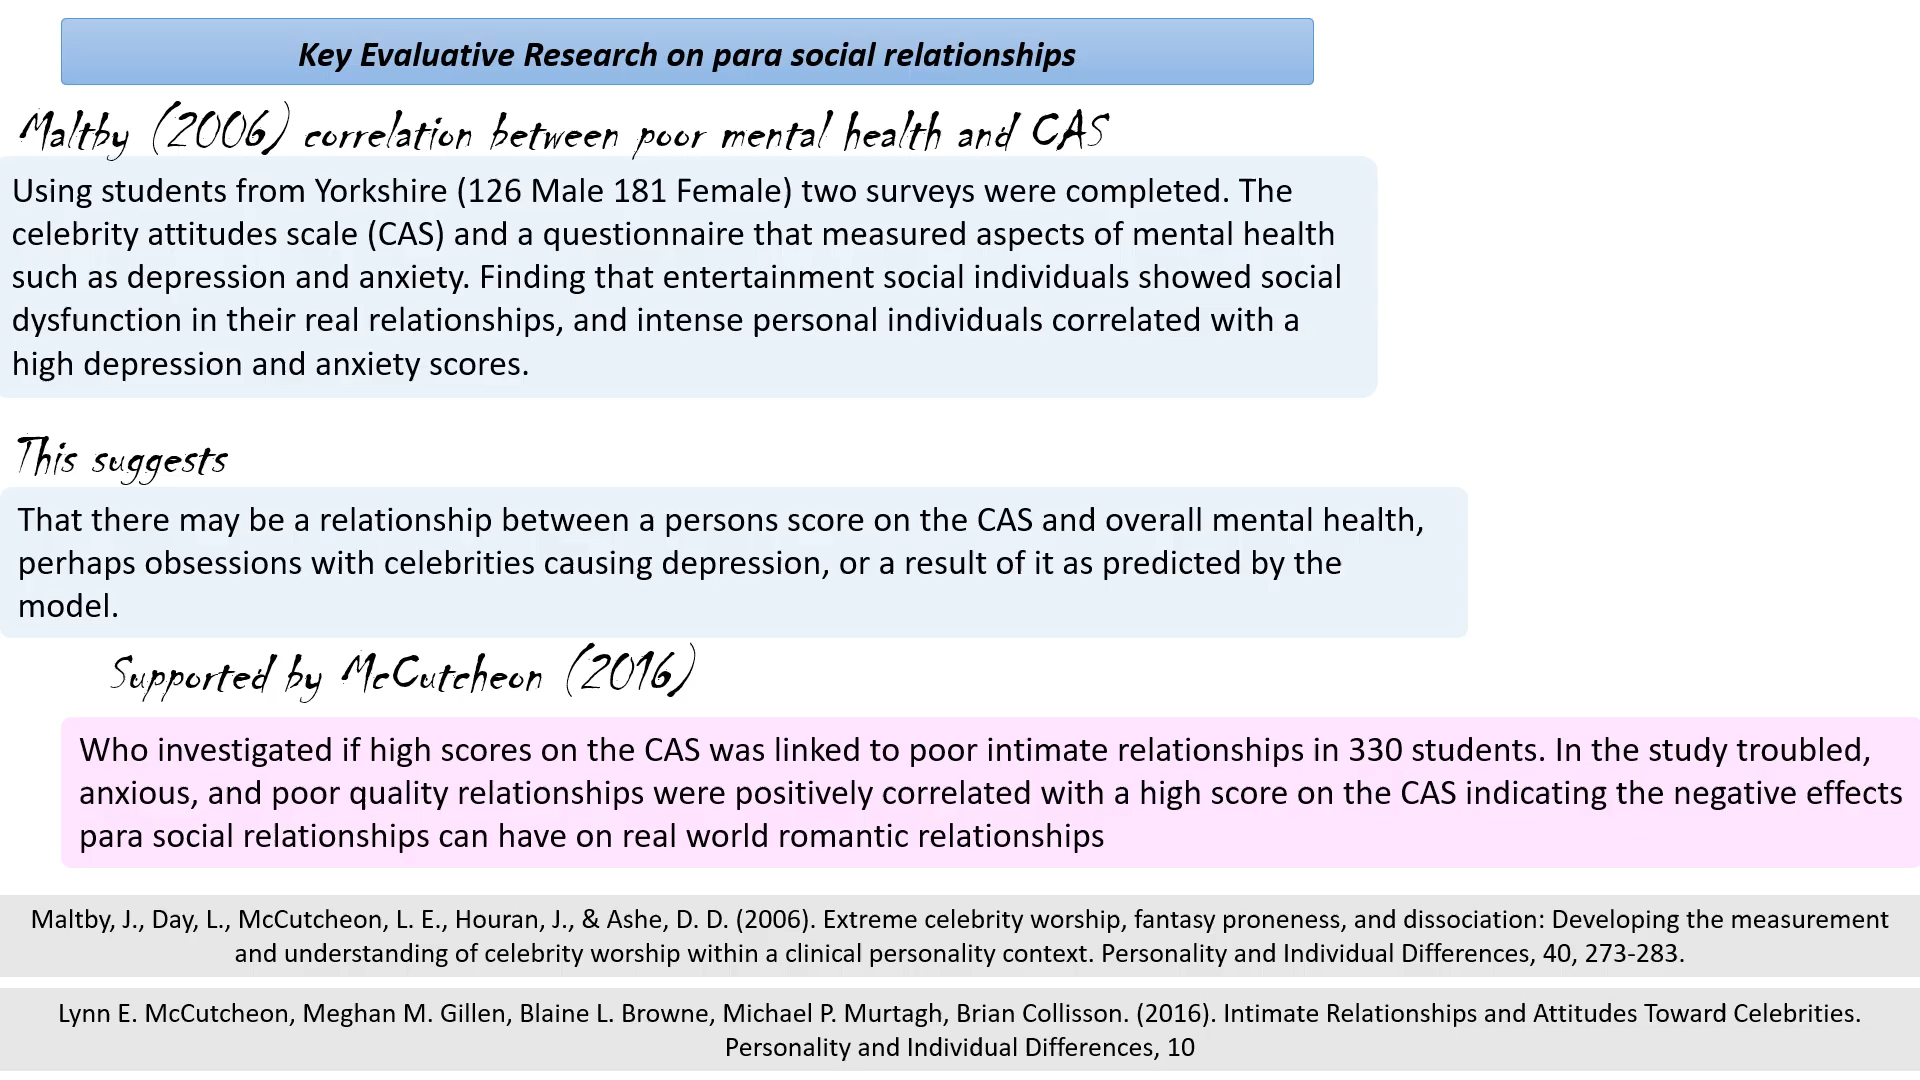 Key Evaluative Research on para social relationships
Maltby (2006) correlation between poor mental health and CAS
Using students from Yorkshire (126 Male 181 Female) two surveys were completed. The
celebrity attitudes scale (CAS) and a questionnaire that measured aspects of mental health
such as depression and anxiety. Finding that entertainment social individuals showed social
dysfunction in their real relationships, and intense personal individuals correlated with a
high depression and anxiety scores.
This suggests
That there may be a relationship between a persons score on the CAS and overall mental health,
perhaps obsessions with celebrities causing depression, or a result of it as predicted by the
model.
Supported by McCutcheon (2016)
Who investigated if high scores on the CAS was linked to poor intimate relationships in 330 students. In the study troubled,
anxious, and poor quality relationships were positively correlated with a high score on the CAS indicating the negative effects
para social relationships can have on real world romantic relationships
Maltby, J., Day, L., McCutcheon, L. E., Houran, J., & Ashe, D. D. (2006). Extreme celebrity worship, fantasy proneness, and dissociation: Developing the measurement
and understanding of celebrity worship within a clinical personality context. Personality and Individual Differences, 40, 273-283.
Lynn E. McCutcheon, Meghan M. Gillen, Blaine L. Browne, Michael P. Murtagh, Brian Collisson. (2016). Intimate Relationships and Attitudes Toward Celebrities.
Personality and Individual Differences, 10